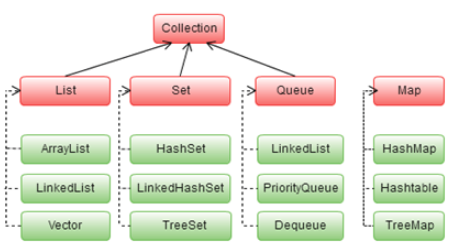 Collection
List Set Queue Map
ArrayList HashSet LinkedList HashMap
LinkedList LinkedHashSet PriorityQueue Hashtable
Vector TreeSet Dequeue TreeMap